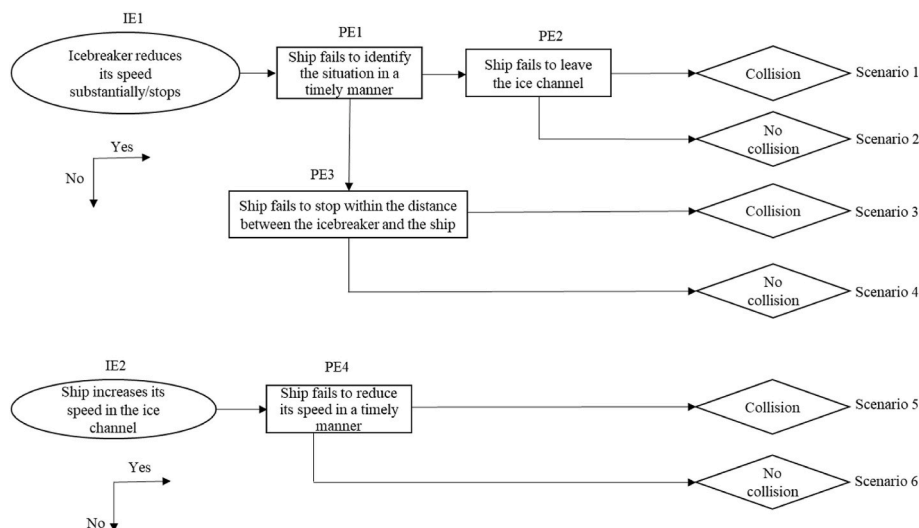 IE1
Icebreaker reduces
its speed
substantially/stops
PE1
Ship fails to identify
the situation in a
timely manner
PE2
Ship fails to leave
the ice channel
Collision
Scenario 1
No
collision
Scenario 2
Yes
No
PE3
Ship fails to stop within the distance
between the icebreaker and the ship
Collision
Scenario 3
No
collision
Scenario 4
IE2
Ship increases its
speed in the ice
channel
PE4
Ship fails to reduce
its speed in a timely
manner
Collision
Scenario 5
Yes
No
No
collision
Scenario 6